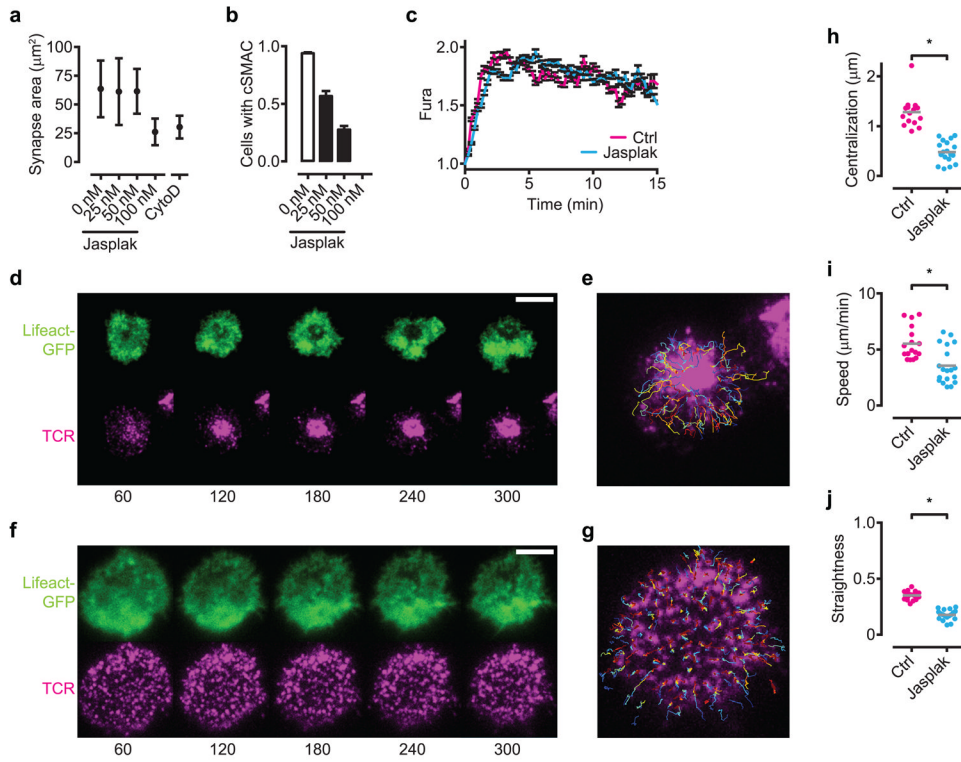 a
Synapse area (μm²)
100
75
50
25
0
0 nM
25 nM
50 nM
100 nM
CytoD
Jasplak
b
Cells with cSMAC
1.0
0.5
0.0
0 nM
25 nM
50 nM
100 nM
Jasplak
c
Fura
2.0
1.5
1.0
Ctrl
Jasplak
0
5
10
15
Time (min)
d
Lifeact-
GFP
TCR
60 120 180 240 300
e
f
Lifeact-
GFP
TCR
60 120 180 240 300
g
h
*
Centralization (μm)
2
1
0
Ctrl
Jasplak
i
*
Speed (μm/min)
10
5
0
Ctrl
Jasplak
j
*
Straightness
1.0
0.5
0
Ctrl
Jasplak